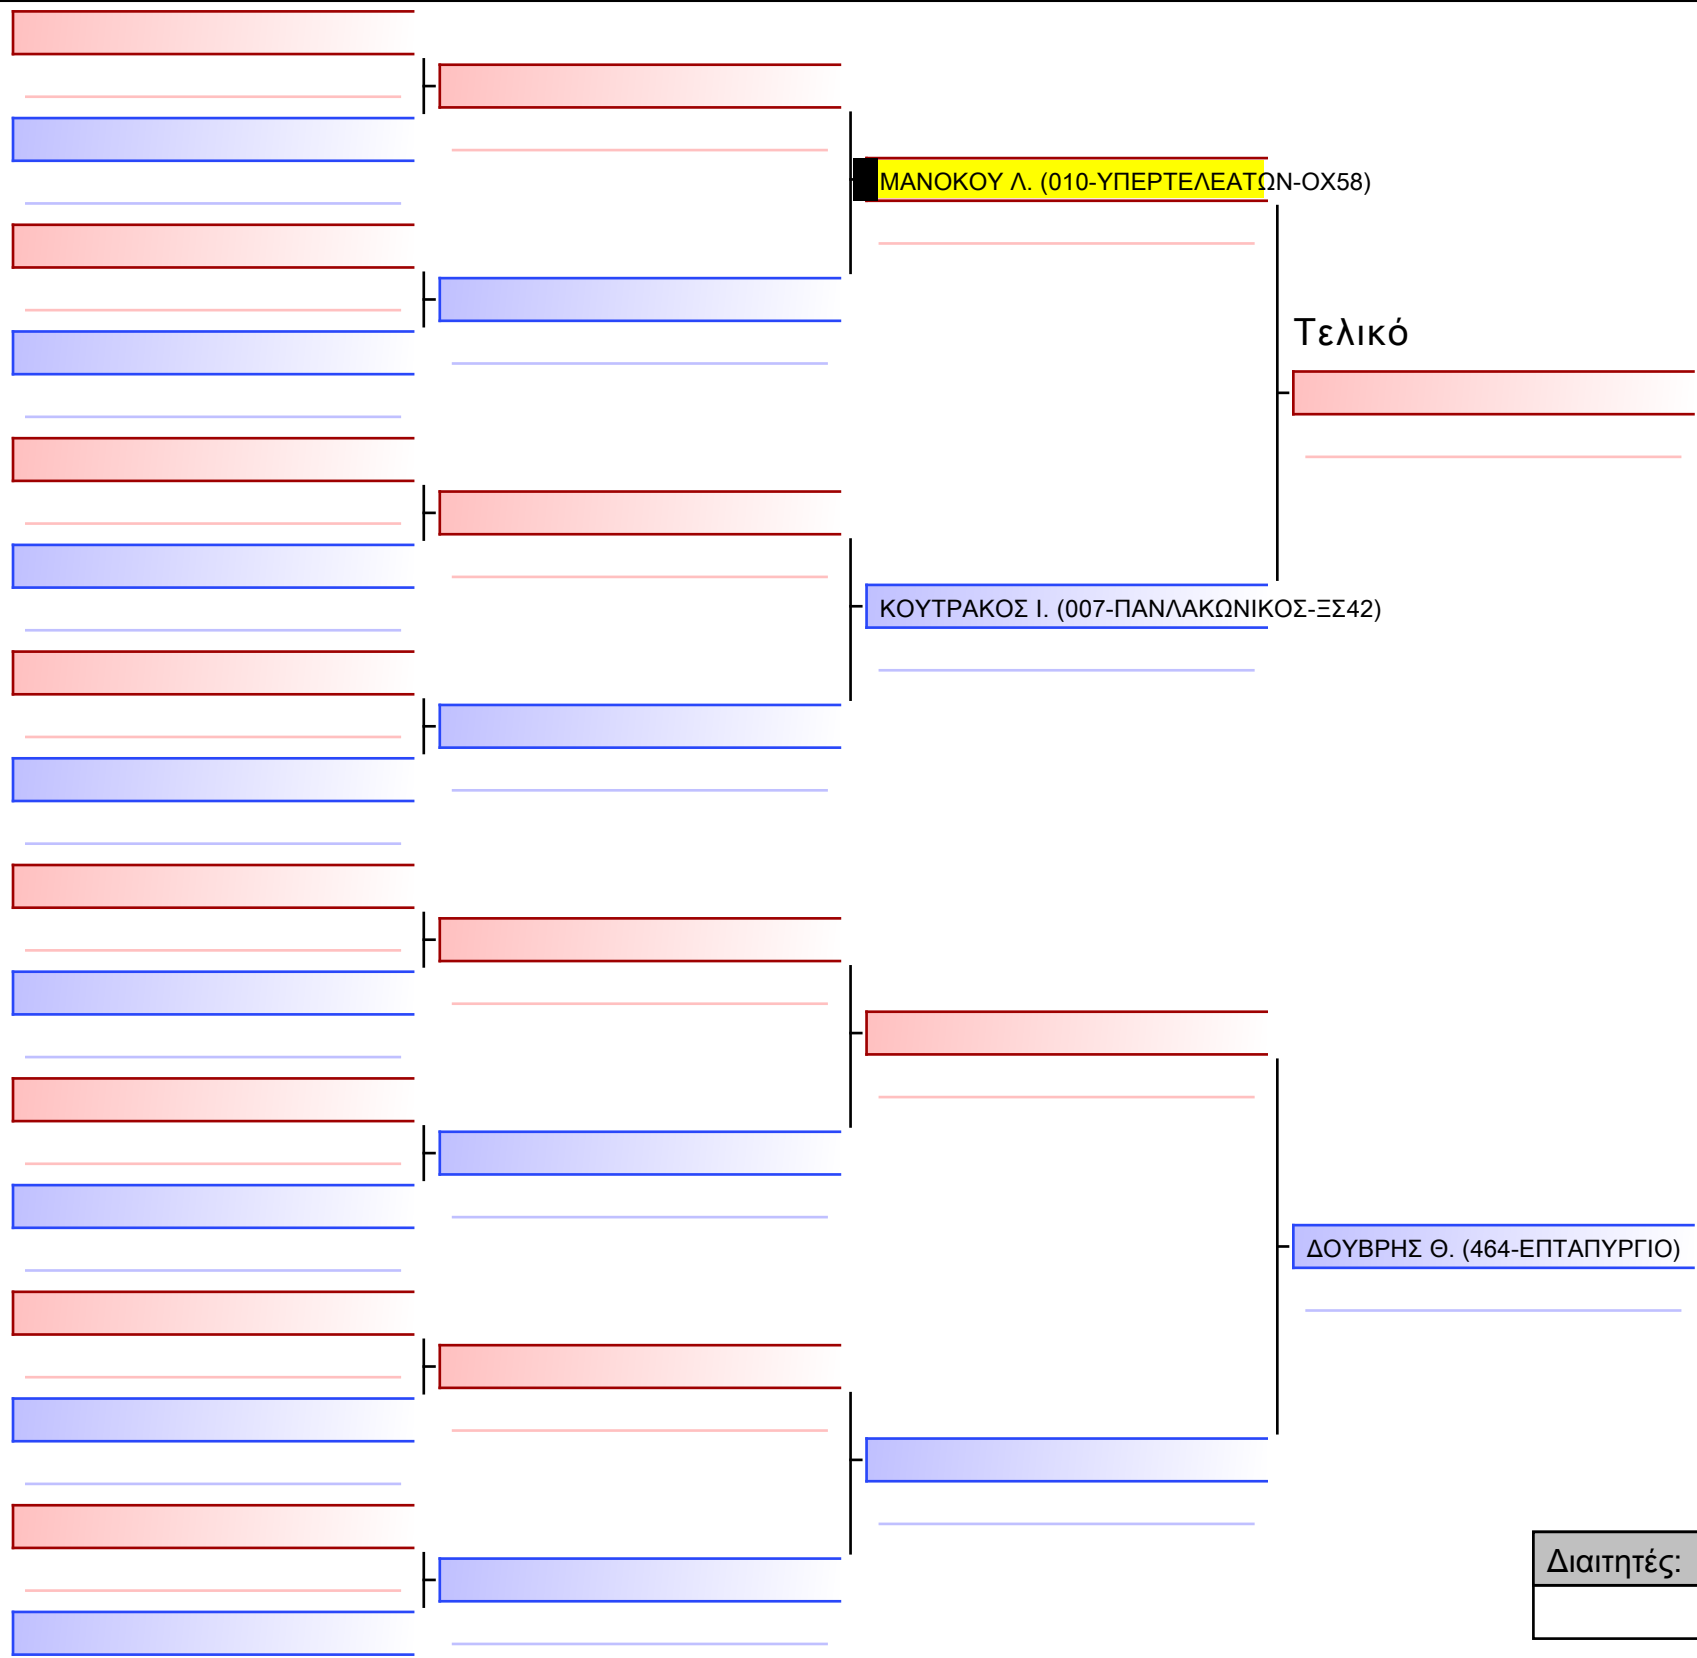 ΜΑΝΟΚΟΥ Λ. (010-ΥΠΕΡΤΕΛΕΑΤΩΝ-ΟΧ58)
Τελικό
ΚΟΥΤΡΑΚΟΣ Ι. (007-ΠΑΝΛΑΚΩΝΙΚΟΣ-ΞΣ42)
ΔΟΥΒΡΗΣ Θ. (464-ΕΠΤΑΠΥΡΓΙΟ)
Διαιτητές: